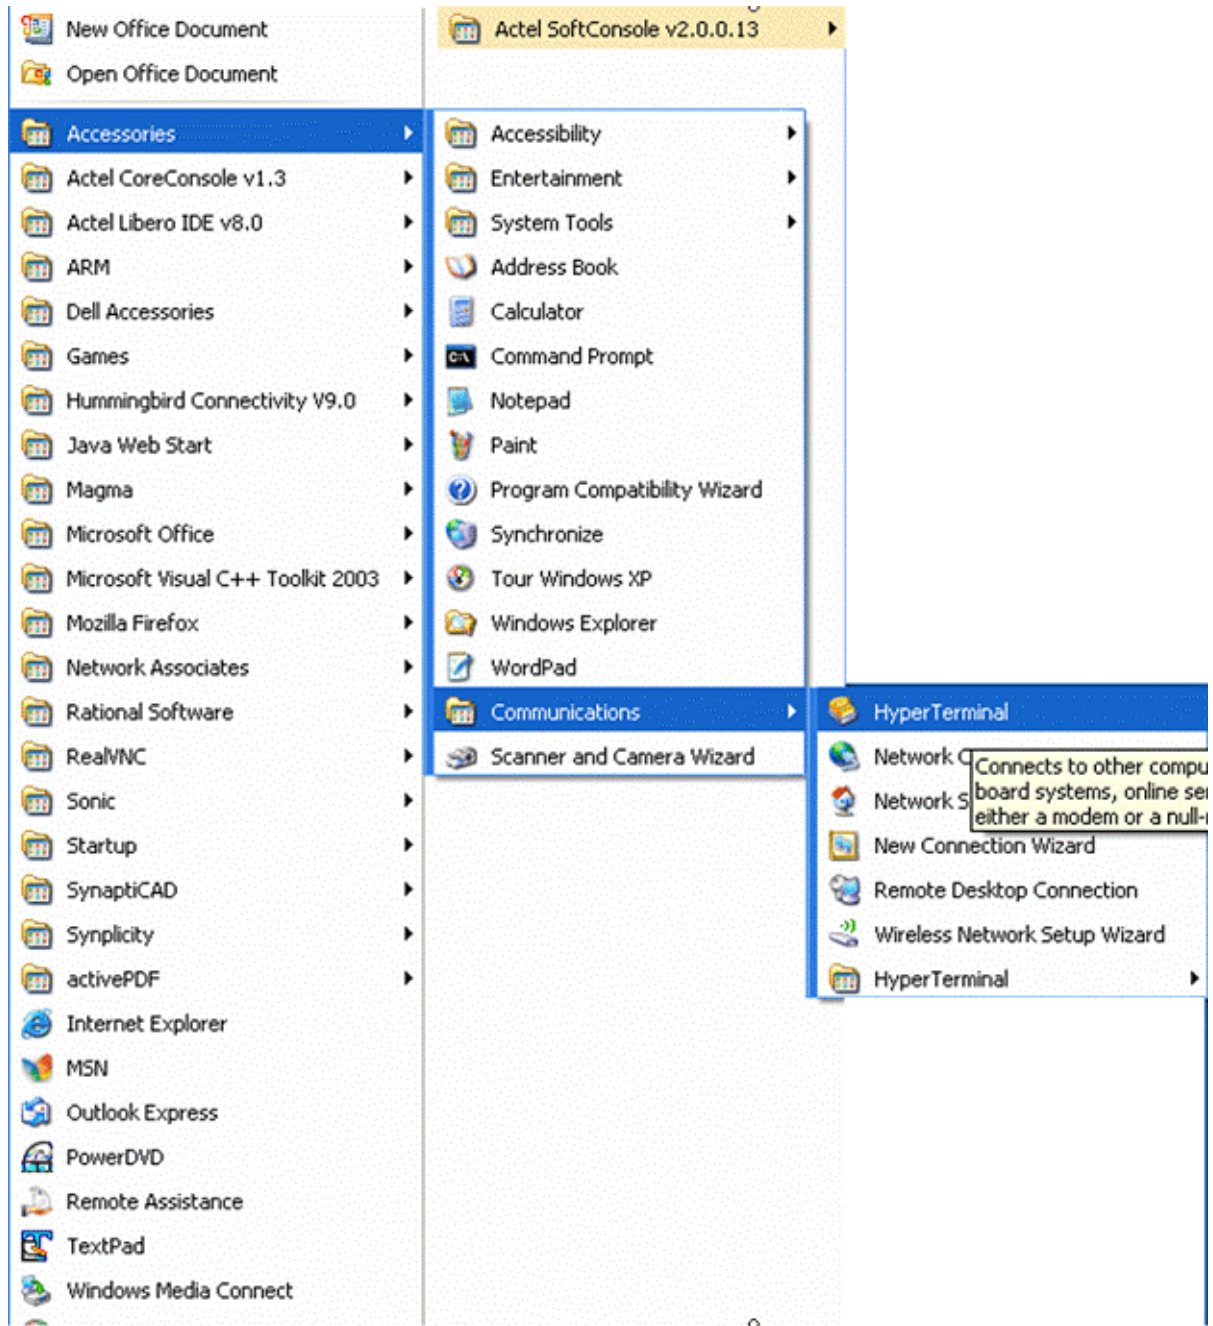 New Office Document
Open Office Document
Accessories
Actel CoreConsole v1.3
Actel Libero IDE v8.0
ARM
Dell Accessories
Games
Hummingbird Connectivity V9.0
Java Web Start
Magma
Microsoft Office
Microsoft Visual C++ Toolkit 2003
Mozilla Firefox
Network Associates
Rational Software
RealVNC
Sonic
Startup
SynaptiCAD
Synplicity
activePDF
Internet Explorer
MSN
Outlook Express
PowerDVD
Remote Assistance
TextPad
Windows Media Connect
Actel SoftConsole v2.0.0.13
Accessibility
Entertainment
System Tools
Address Book
Calculator
C:\
Command Prompt
Notepad
Paint
Program Compatibility Wizard
Synchronize
Tour Windows XP
Windows Explorer
WordPad
Communications
Scanner and Camera Wizard
HyperTerminal
Network
Network
New Connection Wizard
Remote Desktop Connection
Wireless Network Setup Wizard
HyperTerminal
Connects to other
board systems, online
either a modem or a